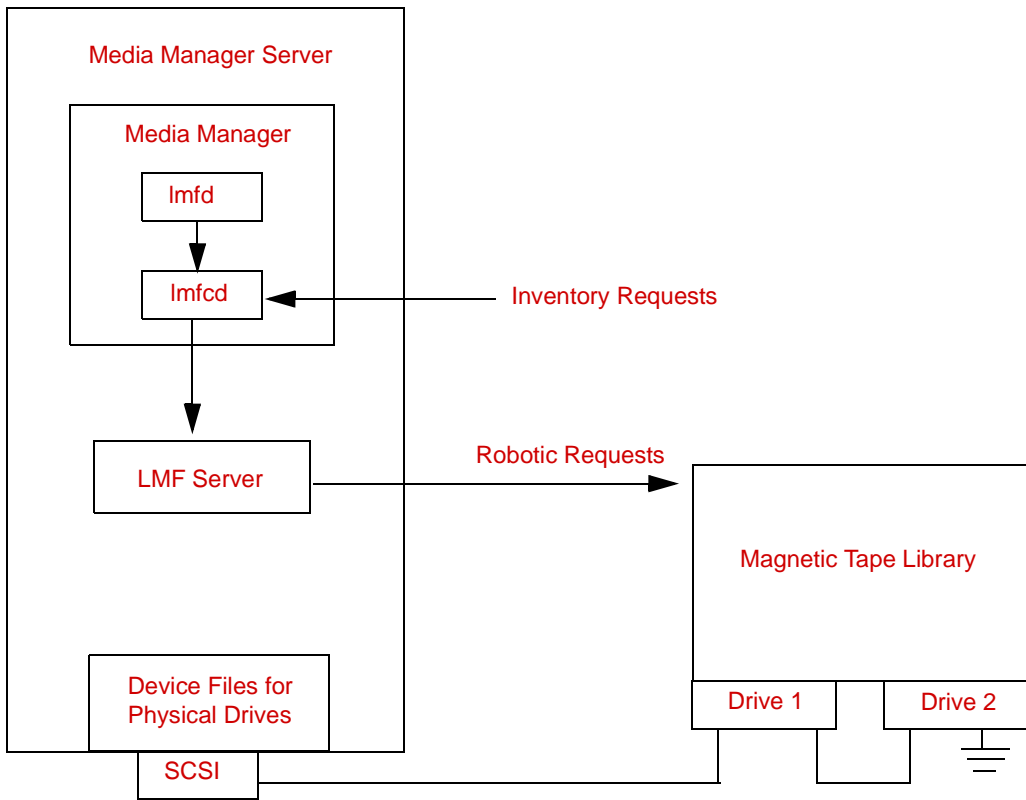 Media Manager Server
Media Manager
lmfd
lmfcd
Inventory Requests
LMF Server
Robotic Requests
Magnetic Tape Library
Device Files for
Physical Drives
SCSI
Drive 1
Drive 2